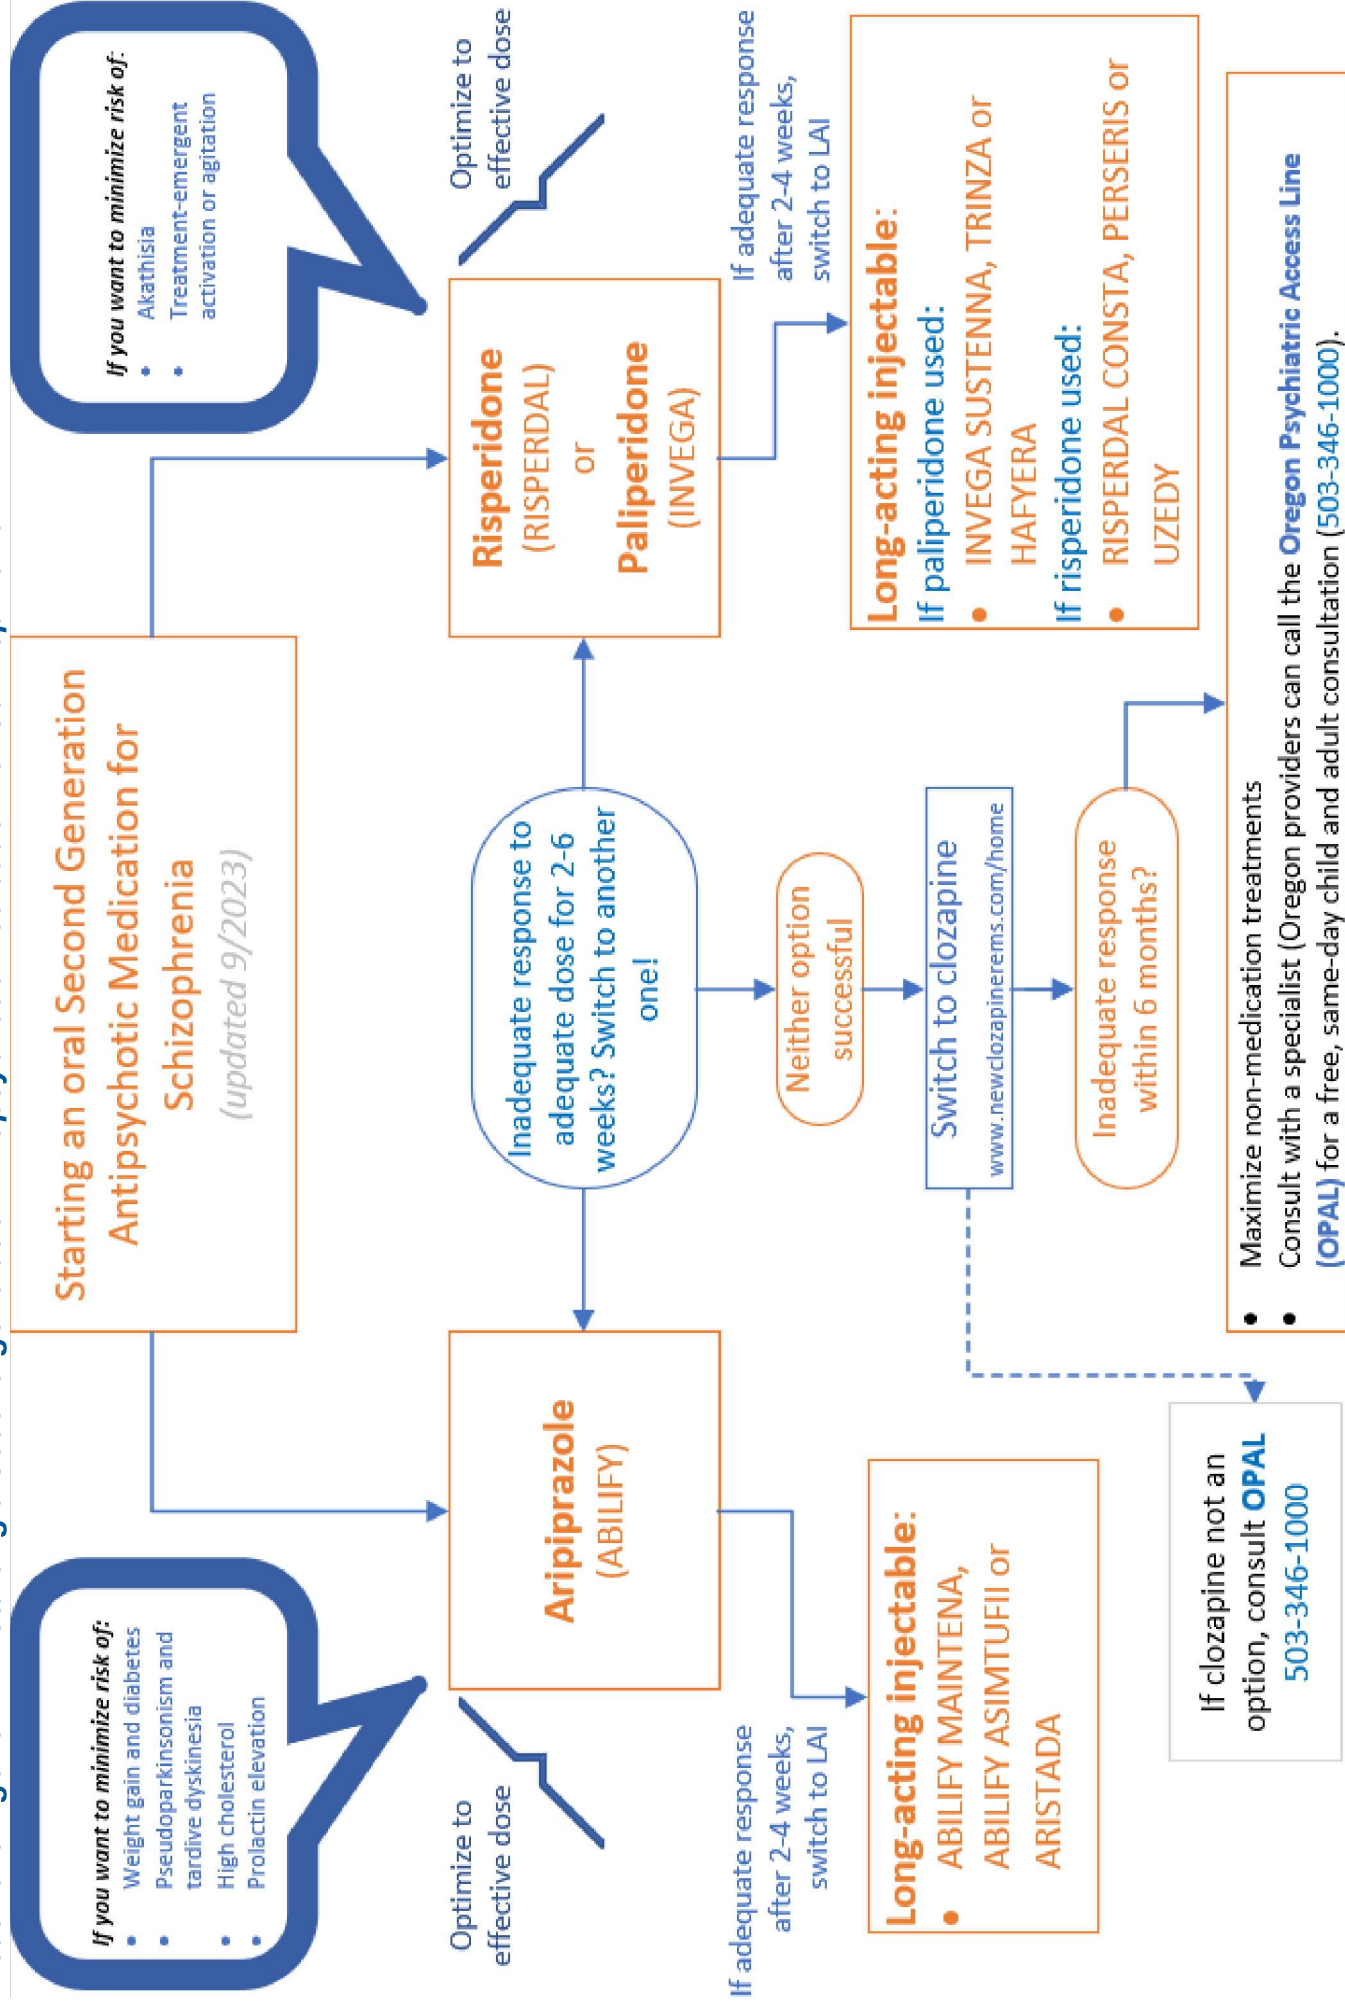 Starting an oral Second Generation
Antipsychotic Medication for
Schizophrenia
(updated 9/2023)
If you want to minimize risk of:
• Weight gain and diabetes
• Pseudoparkinsonism and
tardive dyskinesia
• High cholesterol
• Prolactin elevation
If you want to minimize risk of:
• Akathisia
• Treatment-emergent
activation or agitation
Optimize to
effective dose
Aripiprazole
(ABILIFY)
Inadequate response to
adequate dose for 2-6
weeks? Switch to another
one!
Risperidone
(RISPERDAL)
or
Paliperidone
(INVEGA)
Optimize to
effective dose
If adequate response
after 2-4 weeks,
switch to LAI
Neither option
successful
If adequate response
after 2-4 weeks,
switch to LAI
Long-acting injectable:
• ABILIFY MAINTENA,
ABILIFY ASIMTUFII or
ARISTADA
Switch to clozapine
www.newclozapinerems.com/home
Long-acting injectable:
If paliperidone used:
• INVEGA SUSTENNA, TRINZA or
HAFYERA
If risperidone used:
• RISPERDAL CONSTA, PERSERIS or
UZEDY
Inadequate response
within 6 months?
If clozapine not an
option, consult OPAL
503-346-1000
• Maximize non-medication treatments
• Consult with a specialist (Oregon providers can call the Oregon Psychiatric Access Line
(OPAL) for a free, same-day child and adult consultation (503-346-1000).